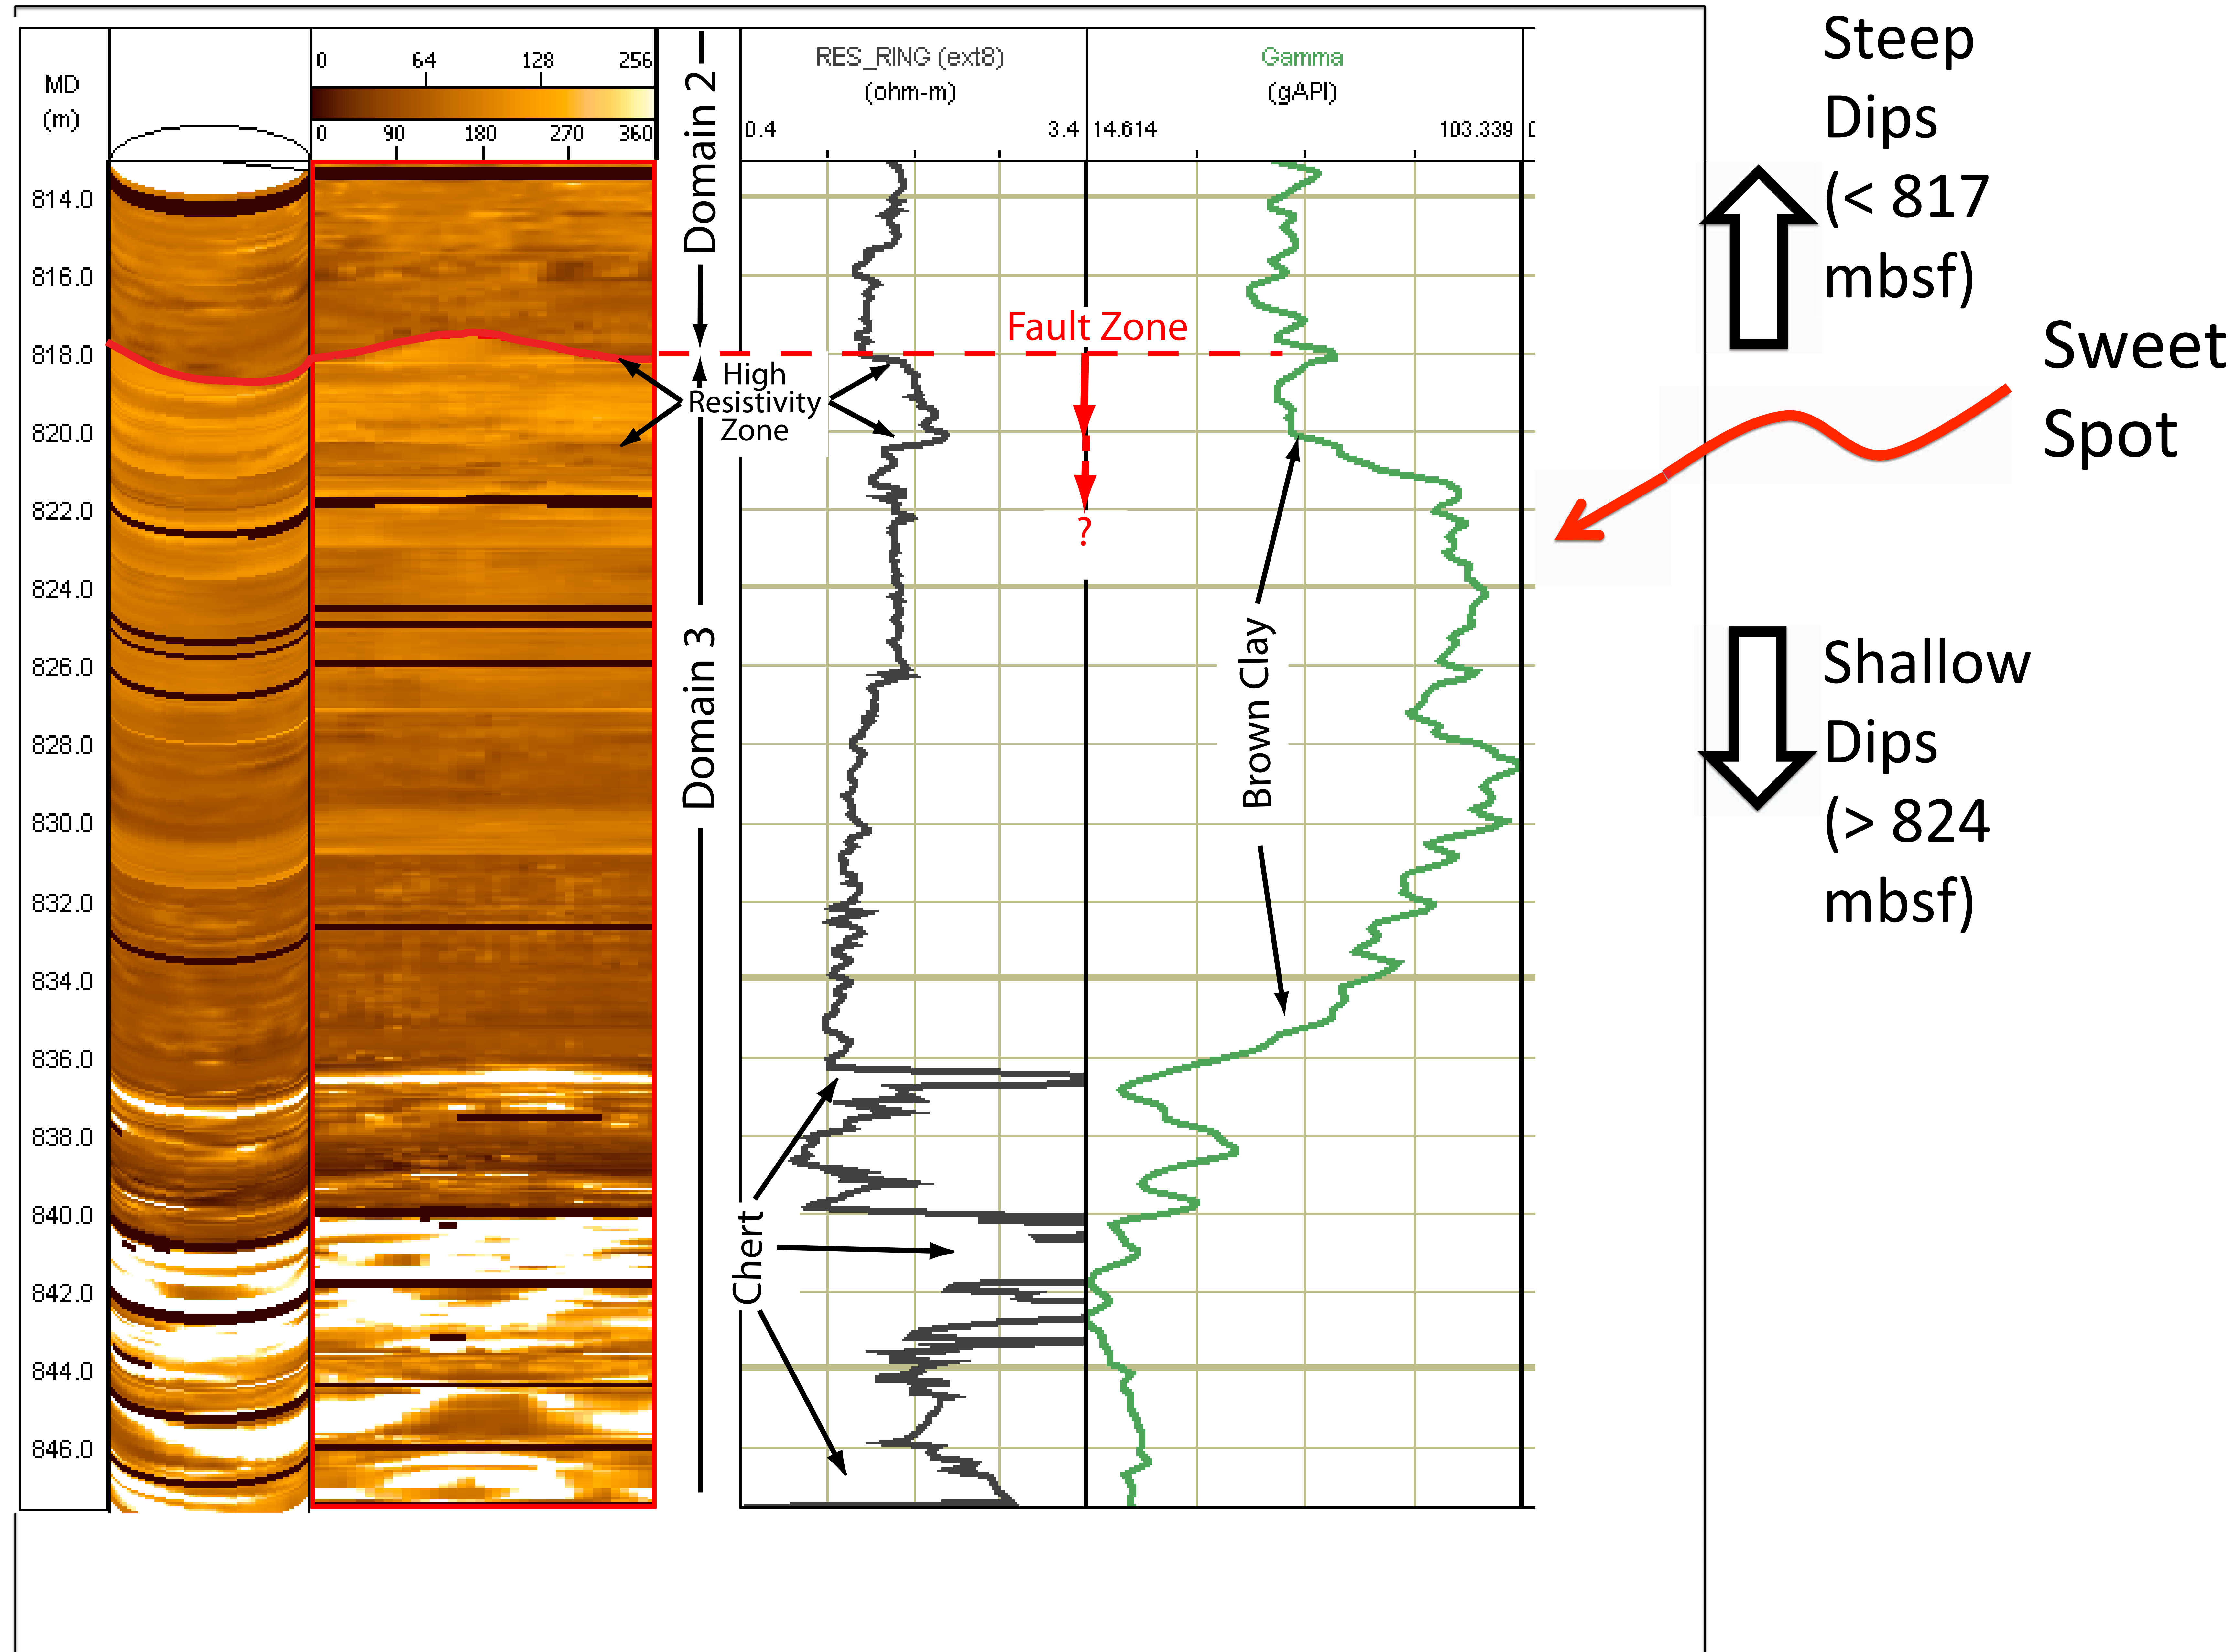 MD
(m)
0 64 128 256
0 90 180 270 360
Domain 2
RES_RING (ext8)
(ohm-m)
0.4 3.4
Gamma
(gAPI)
14.614 103.339
Steep
Dips
(< 817
mbsf)
814.0
816.0
818.0
820.0
822.0
824.0
826.0
828.0
830.0
832.0
834.0
836.0
838.0
840.0
842.0
844.0
846.0
Fault Zone
High
Resistivity
Zone
?
Sweet
Spot
Domain 3
Brown Clay
Shallow
Dips
(> 824
mbsf)
Chert